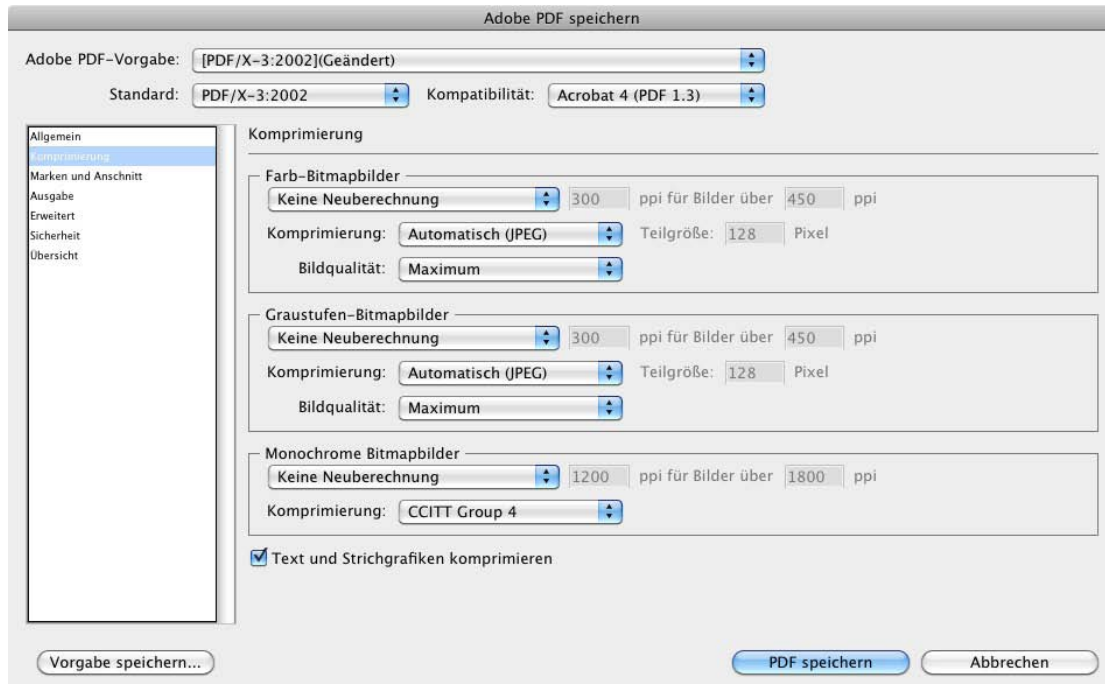 Adobe PDF speichern
Adobe PDF-Vorgabe: [PDF/X-3:2002](Geändert)
Standard: PDF/X-3:2002 Kompatibilität: Acrobat 4 (PDF 1.3)
Allgemein
Komprimierung
Marken und Anschnitt
Ausgabe
Erweitert
Sicherheit
Übersicht
Komprimierung
Farb-Bitmapbilder
Keine Neuberechnung 300 ppi für Bilder über 450 ppi
Komprimierung: Automatisch (JPEG) Teilgröße: 128 Pixel
Bildqualität: Maximum
Graustufen-Bitmapbilder
Keine Neuberechnung 300 ppi für Bilder über 450 ppi
Komprimierung: Automatisch (JPEG) Teilgröße: 128 Pixel
Bildqualität: Maximum
Monochrome Bitmapbilder
Keine Neuberechnung 1200 ppi für Bilder über 1800 ppi
Komprimierung: CCITT Group 4
Text und Strichgrafiken komprimieren
Vorgabe speichern... PDF speichern Abbrechen